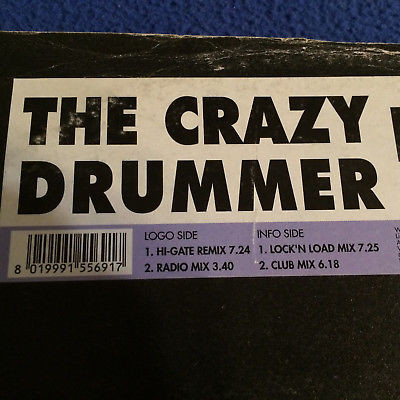 THE CRAZY
DRUMMER
LOGO SIDE
1. HI-GATE REMIX 7.24
2. RADIO MIX 3.40
INFO SIDE
1. LOCK'N LOAD MIX 7.25
2. CLUB MIX 6.18
8 019991 556917